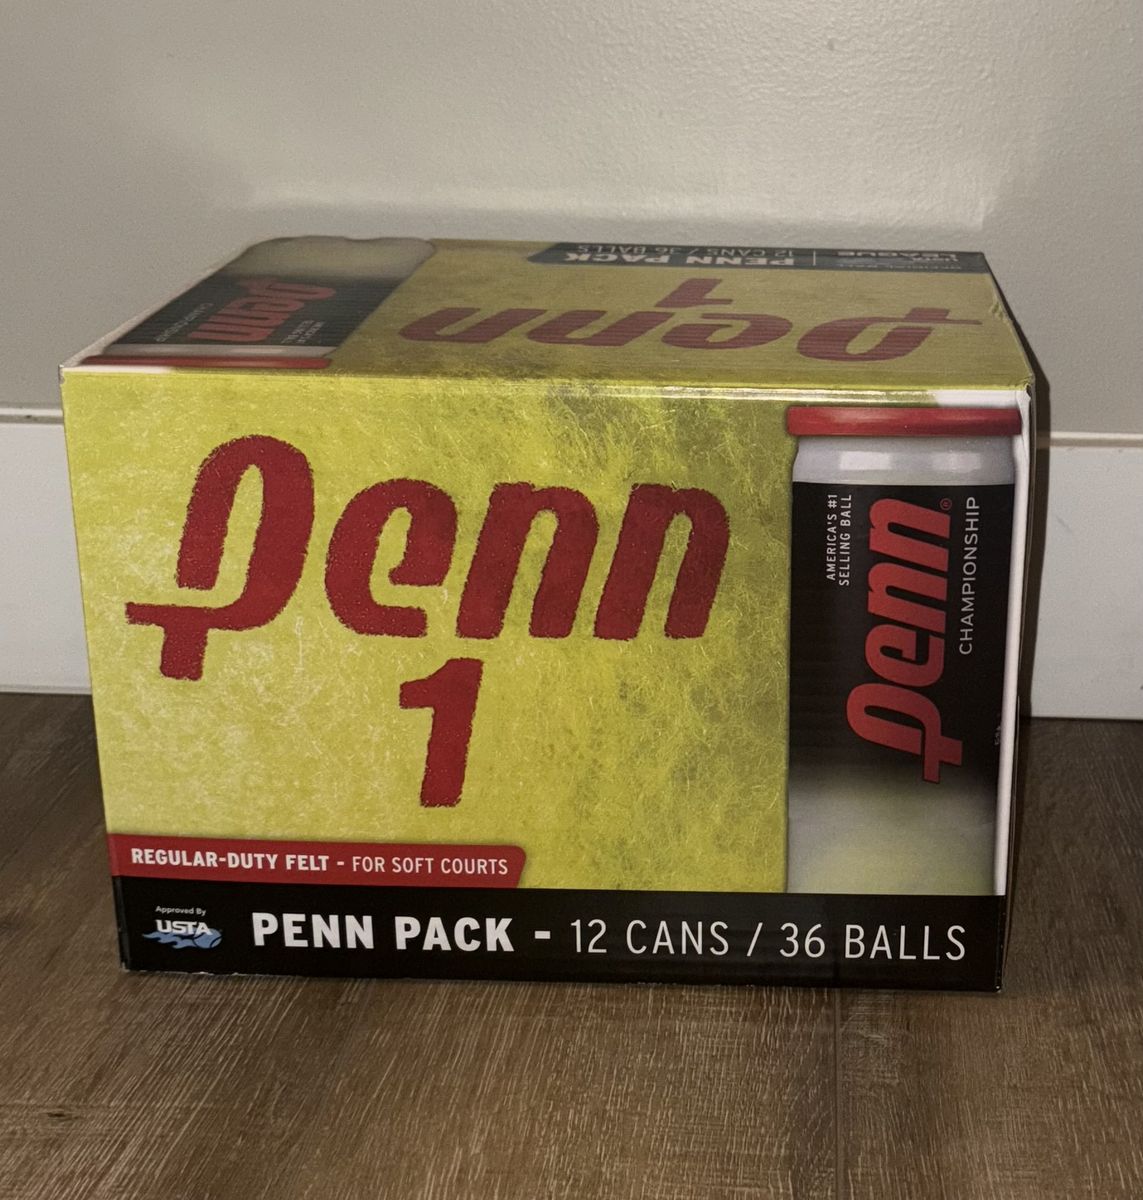 PENN PACK
12 CANS / 36 BALLS
Penn
1
Penn
Penn
1
AMERICA'S #1
SELLING BALL
Penn®
CHAMPIONSHIP
REGULAR-DUTY FELT - FOR SOFT COURTS
Approved By
USTA
PENN PACK - 12 CANS / 36 BALLS